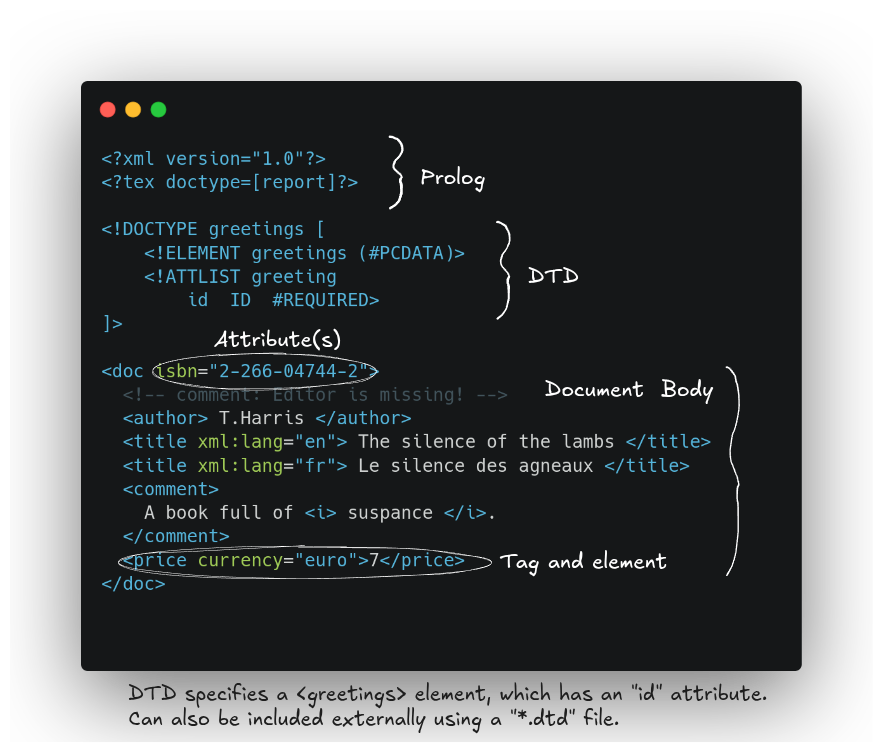 <?xml version="1.0"?>
<?tex doctype=[report]?>
Prolog
<!DOCTYPE greetings [
<!ELEMENT greetings (#PCDATA)>
<!ATTLIST greeting
id ID #REQUIRED>
]>
DTD
Attribute(s)
<doc isbn="2-266-04744-2">
<!-- comment: Editor is missing! -->
Document Body
<author> T.Harris </author>
<title xml:lang="en"> The silence of the lambs </title>
<title xml:lang="fr"> Le silence des agneaux </title>
<comment>
A book full of <i> suspance </i>.
</comment>
<price currency="euro">7</price>
Tag and element
</doc>
DTD specifies a <greetings> element, which has an "id" attribute.
Can also be included externally using a "*.dtd" file.